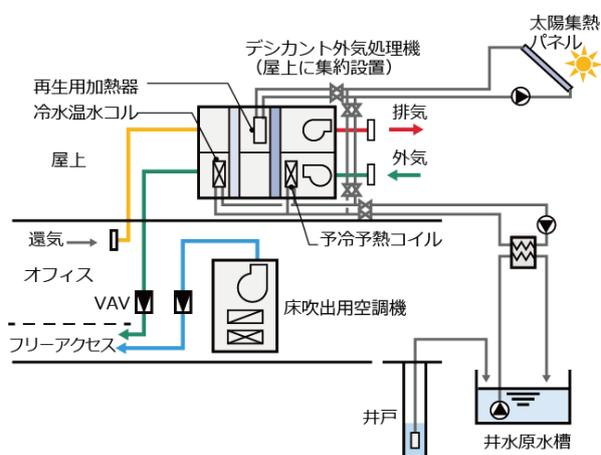 太陽集熱
パネル
デシカント外気処理機
（屋上に集約設置）
再生用加熱器
冷水温水コル
排気
外気
屋上
還気
予冷予熱コイル
オフィス
VAV
床吹出用空調機
フリーアクセス
井戸
井水原水槽